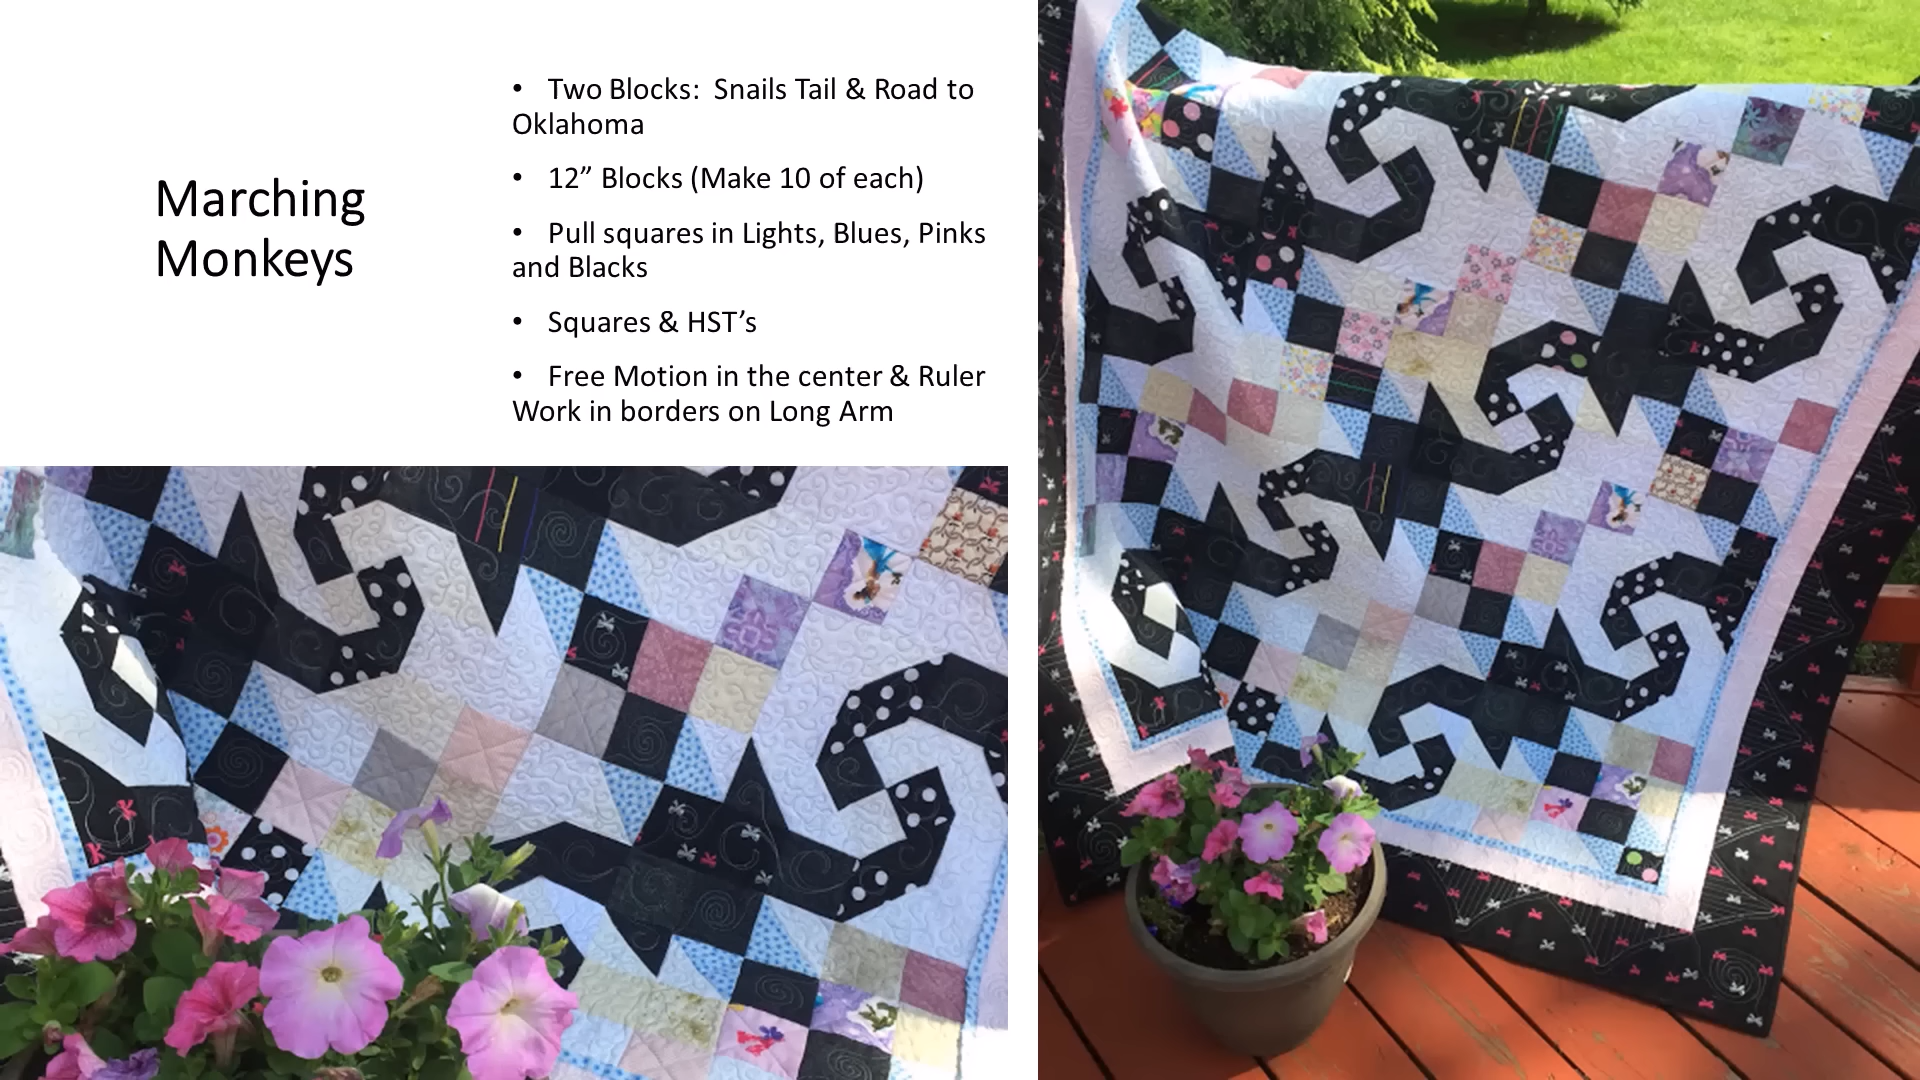 Marching
Monkeys
• Two Blocks:  Snails Tail & Road to
Oklahoma
• 12” Blocks (Make 10 of each)
• Pull squares in Lights, Blues, Pinks
and Blacks
• Squares & HST’s
• Free Motion in the center & Ruler
Work in borders on Long Arm